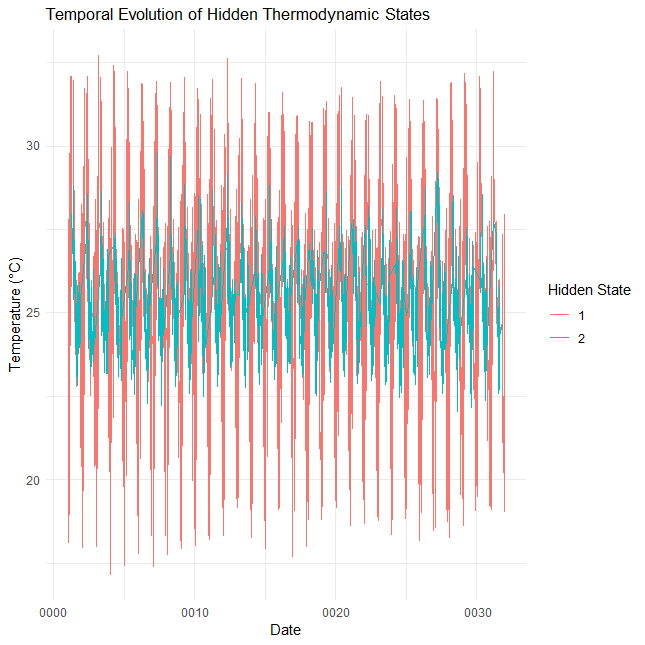 Temporal Evolution of Hidden Thermodynamic States
30
25
20
Temperature (°C)
0000 0010 0020 0030
Date
Hidden State
1
2